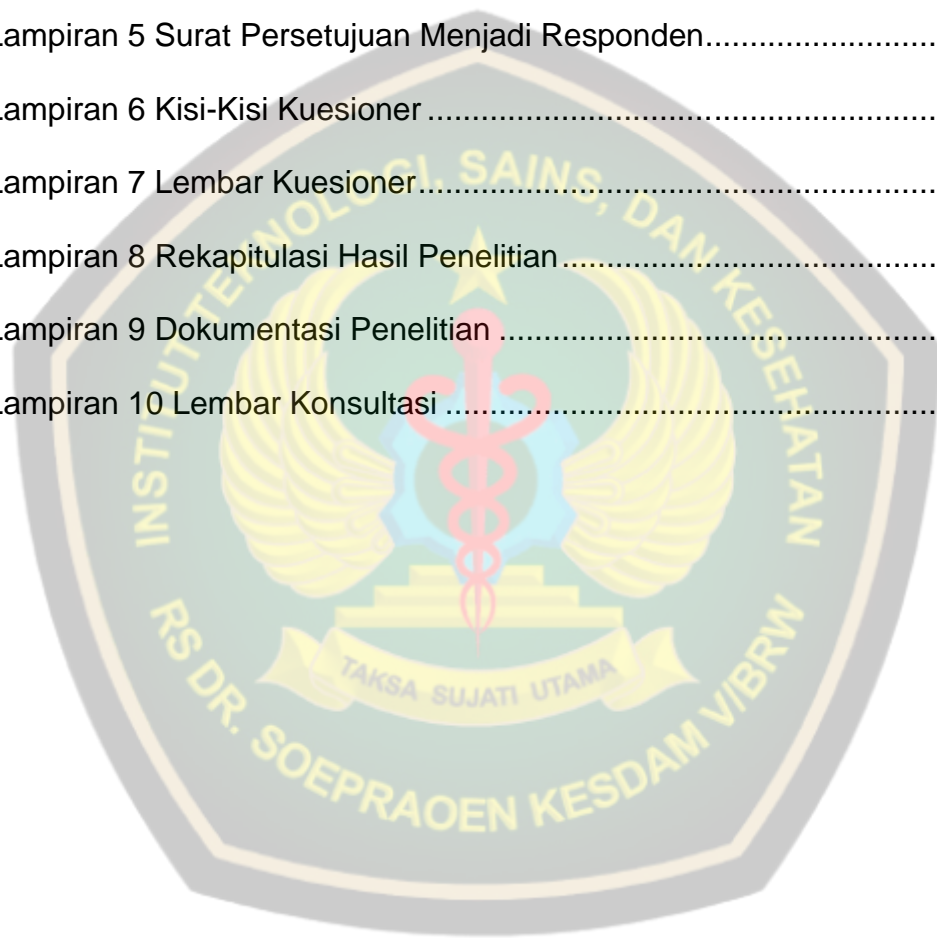 Lampiran 5 Surat Persetujuan Menjadi Responden..........................
Lampiran 6 Kisi-Kisi Kuesioner ..........................................................
Lampiran 7 Lembar Kuesioner...........................................................
Lampiran 8 Rekapitulasi Hasil Penelitian ..........................................
Lampiran 9 Dokumentasi Penelitian .................................................
Lampiran 10 Lembar Konsultasi .......................................................
INSTITUT TEKNOLOGI, SAINS, DAN KESEHATAN
TAKSA SUJATI UTAMA
RS DR. SOEPRAOEN KESDAM V/BRW